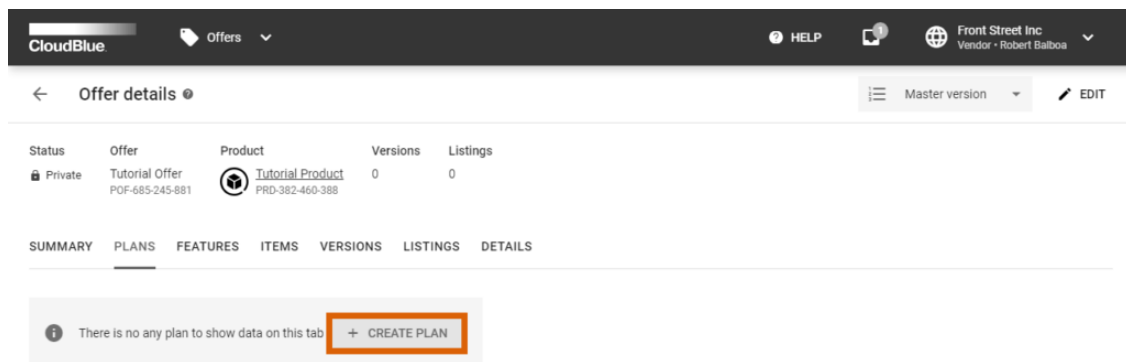 CloudBlue.
Offers
HELP
1
Front Street Inc
Vendor • Robert Balboa
Offer details
Master version
EDIT
Status
Offer
Product
Versions
Listings
Private
Tutorial Offer
POF-685-245-881
Tutorial Product
PRD-382-460-388
0
0
SUMMARY PLANS FEATURES ITEMS VERSIONS LISTINGS DETAILS
There is no any plan to show data on this tab
+ CREATE PLAN